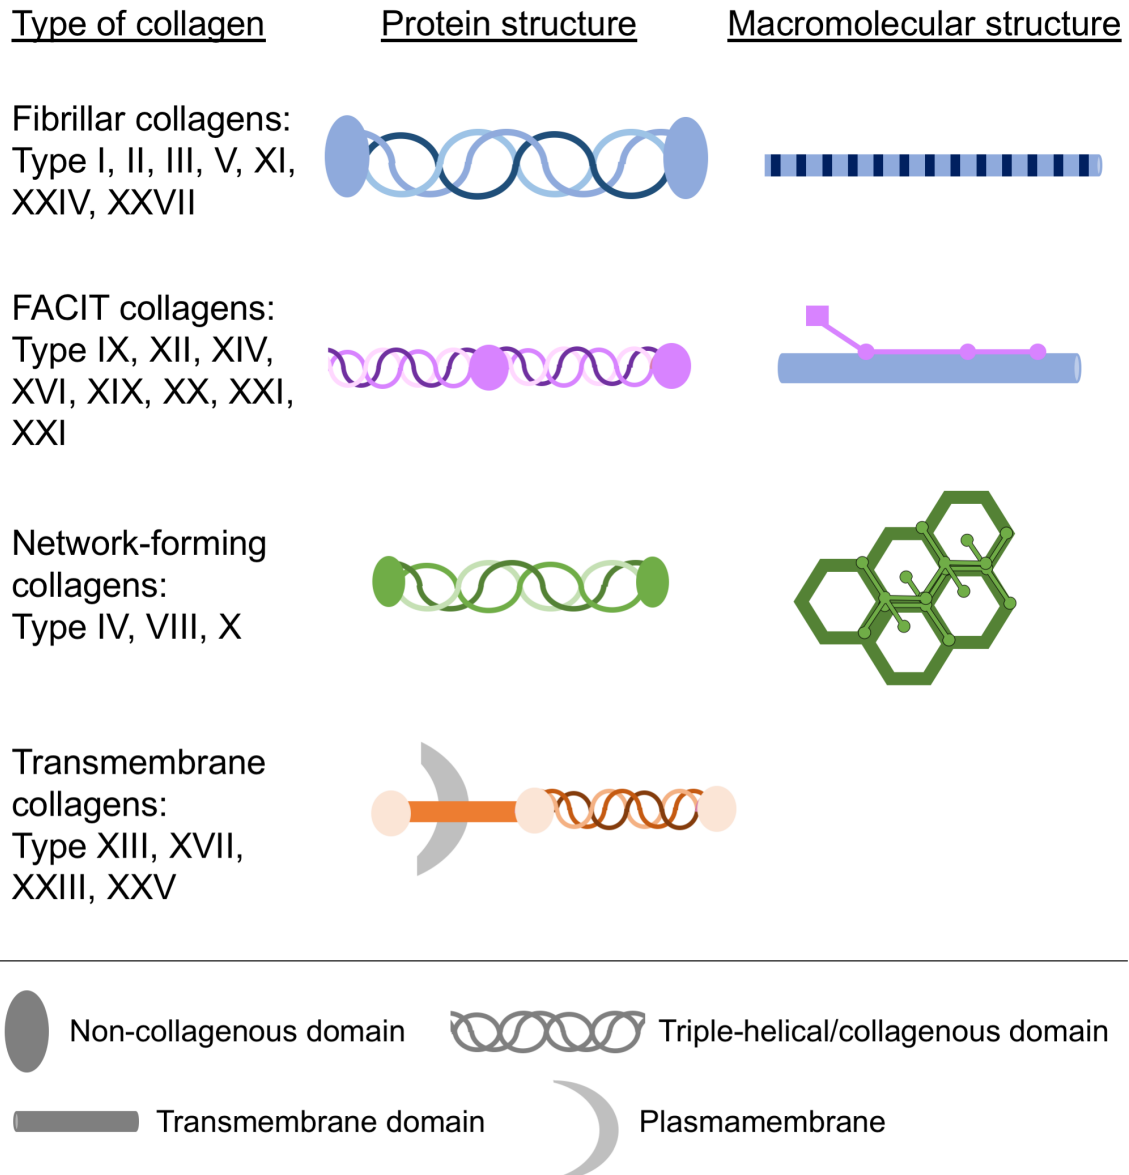 Type of collagen
Protein structure
Macromolecular structure
Fibrillar collagens:
Type I, II, III, V, XI,
XXIV, XXVII
FACIT collagens:
Type IX, XII, XIV,
XVI, XIX, XX, XXI,
XXI
Network-forming
collagens:
Type IV, VIII, X
Transmembrane
collagens:
Type XIII, XVII,
XXIII, XXV
Non-collagenous domain
Triple-helical/collagenous domain
Transmembrane domain
Plasmamembrane